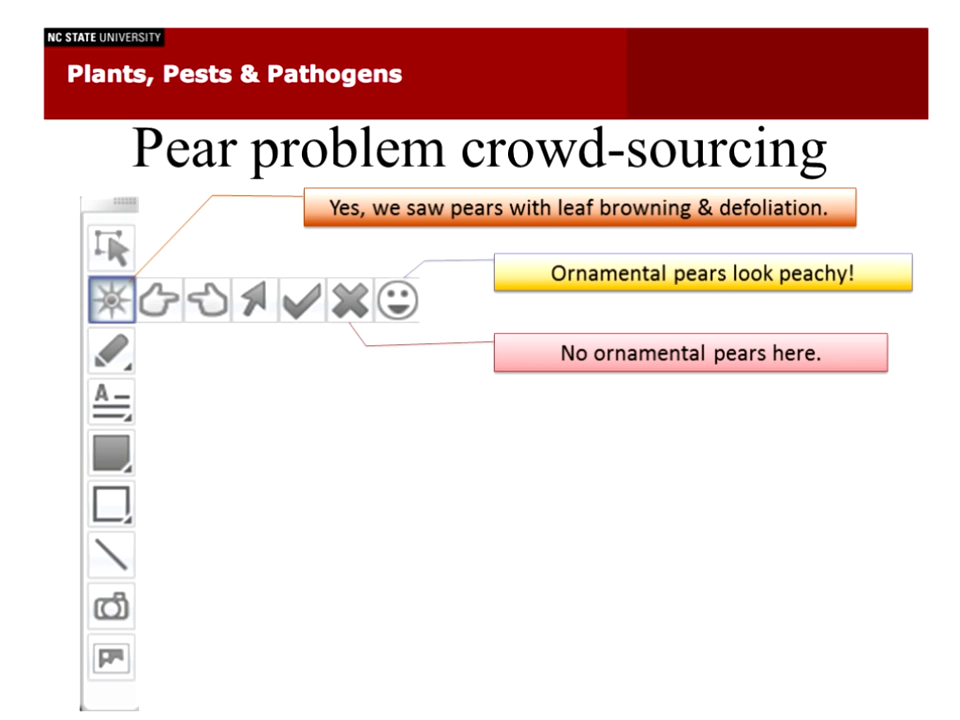 NC STATE UNIVERSITY
Plants, Pests & Pathogens
Pear problem crowd-sourcing
Yes, we saw pears with leaf browning & defoliation.
Ornamental pears look peachy!
No ornamental pears here.
A